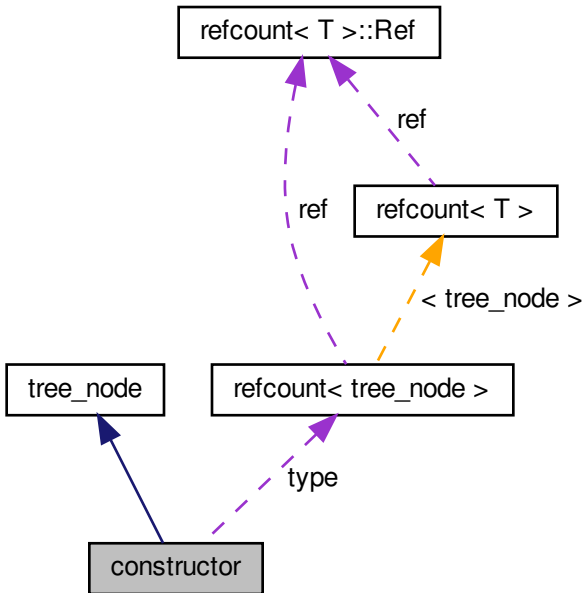 refcount< T >::Ref
ref
refcount< T >
ref
< tree_node >
tree_node
refcount< tree_node >
type
constructor